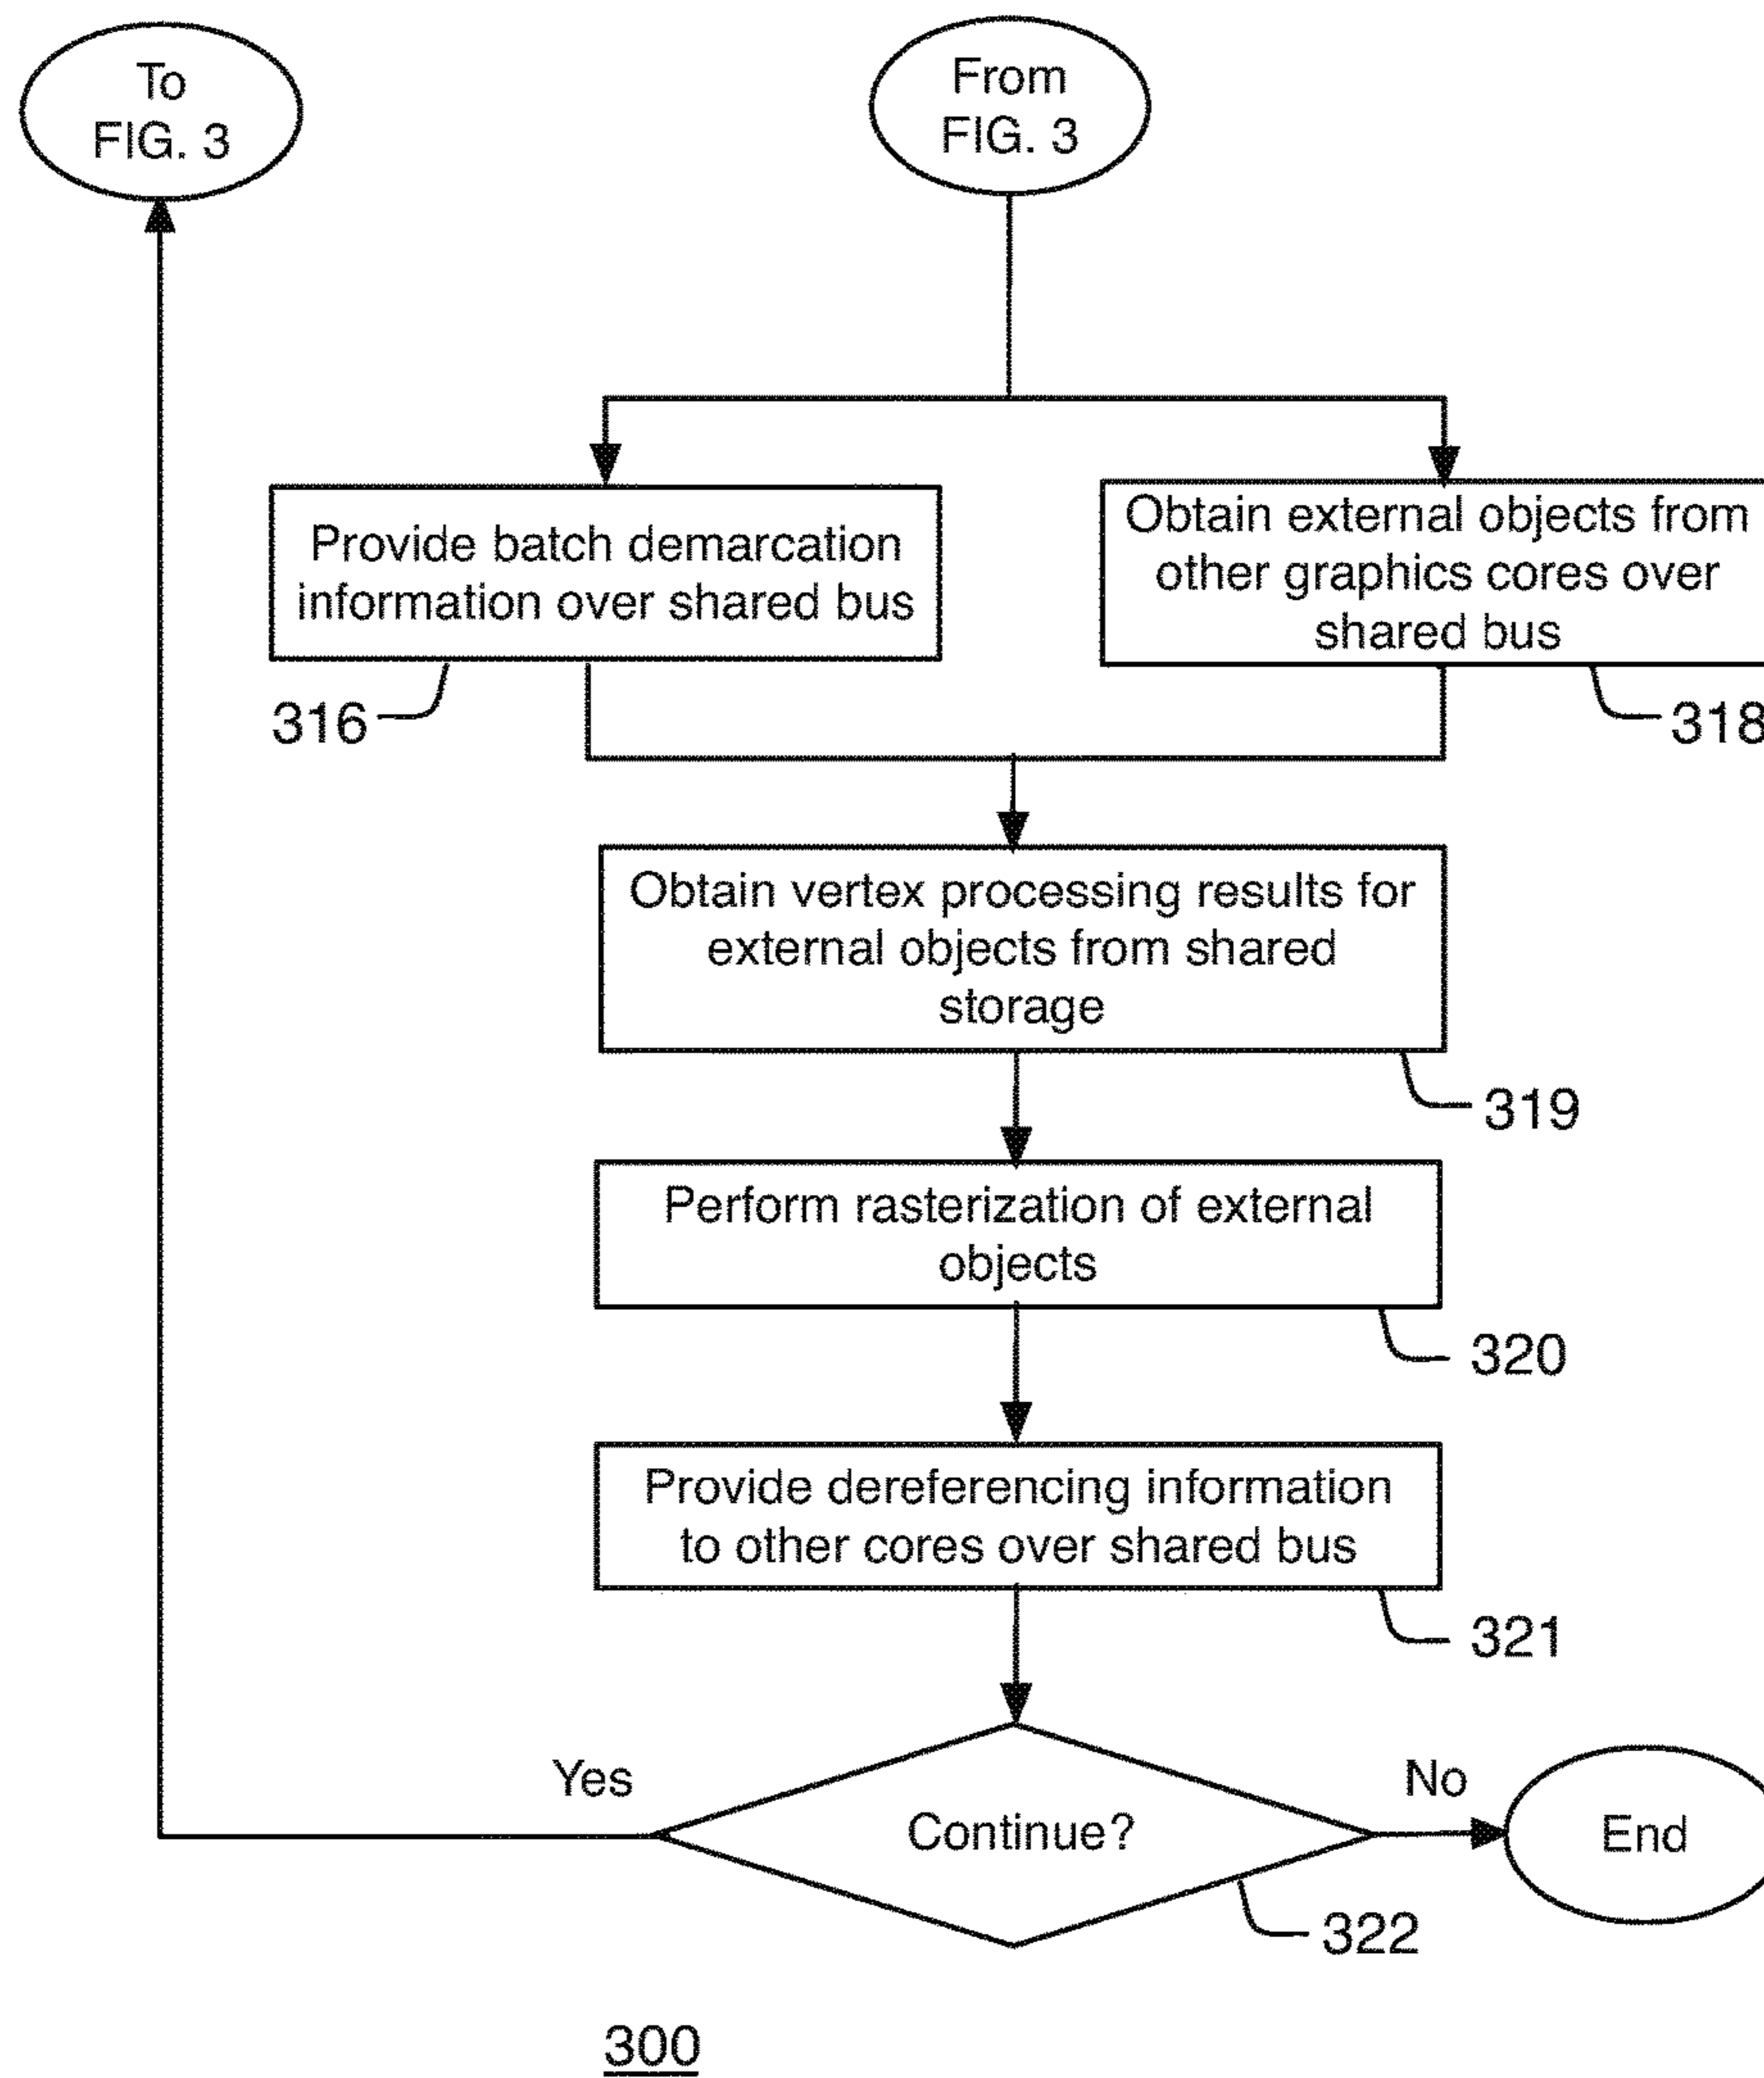 To
FIG. 3
From
FIG. 3
Provide batch demarcation
information over shared bus
316
Obtain external objects from
other graphics cores over
shared bus
318
Obtain vertex processing results for
external objects from shared
storage
319
Perform rasterization of external
objects
320
Provide dereferencing information
to other cores over shared bus
321
Yes
Continue?
No
End
322
300